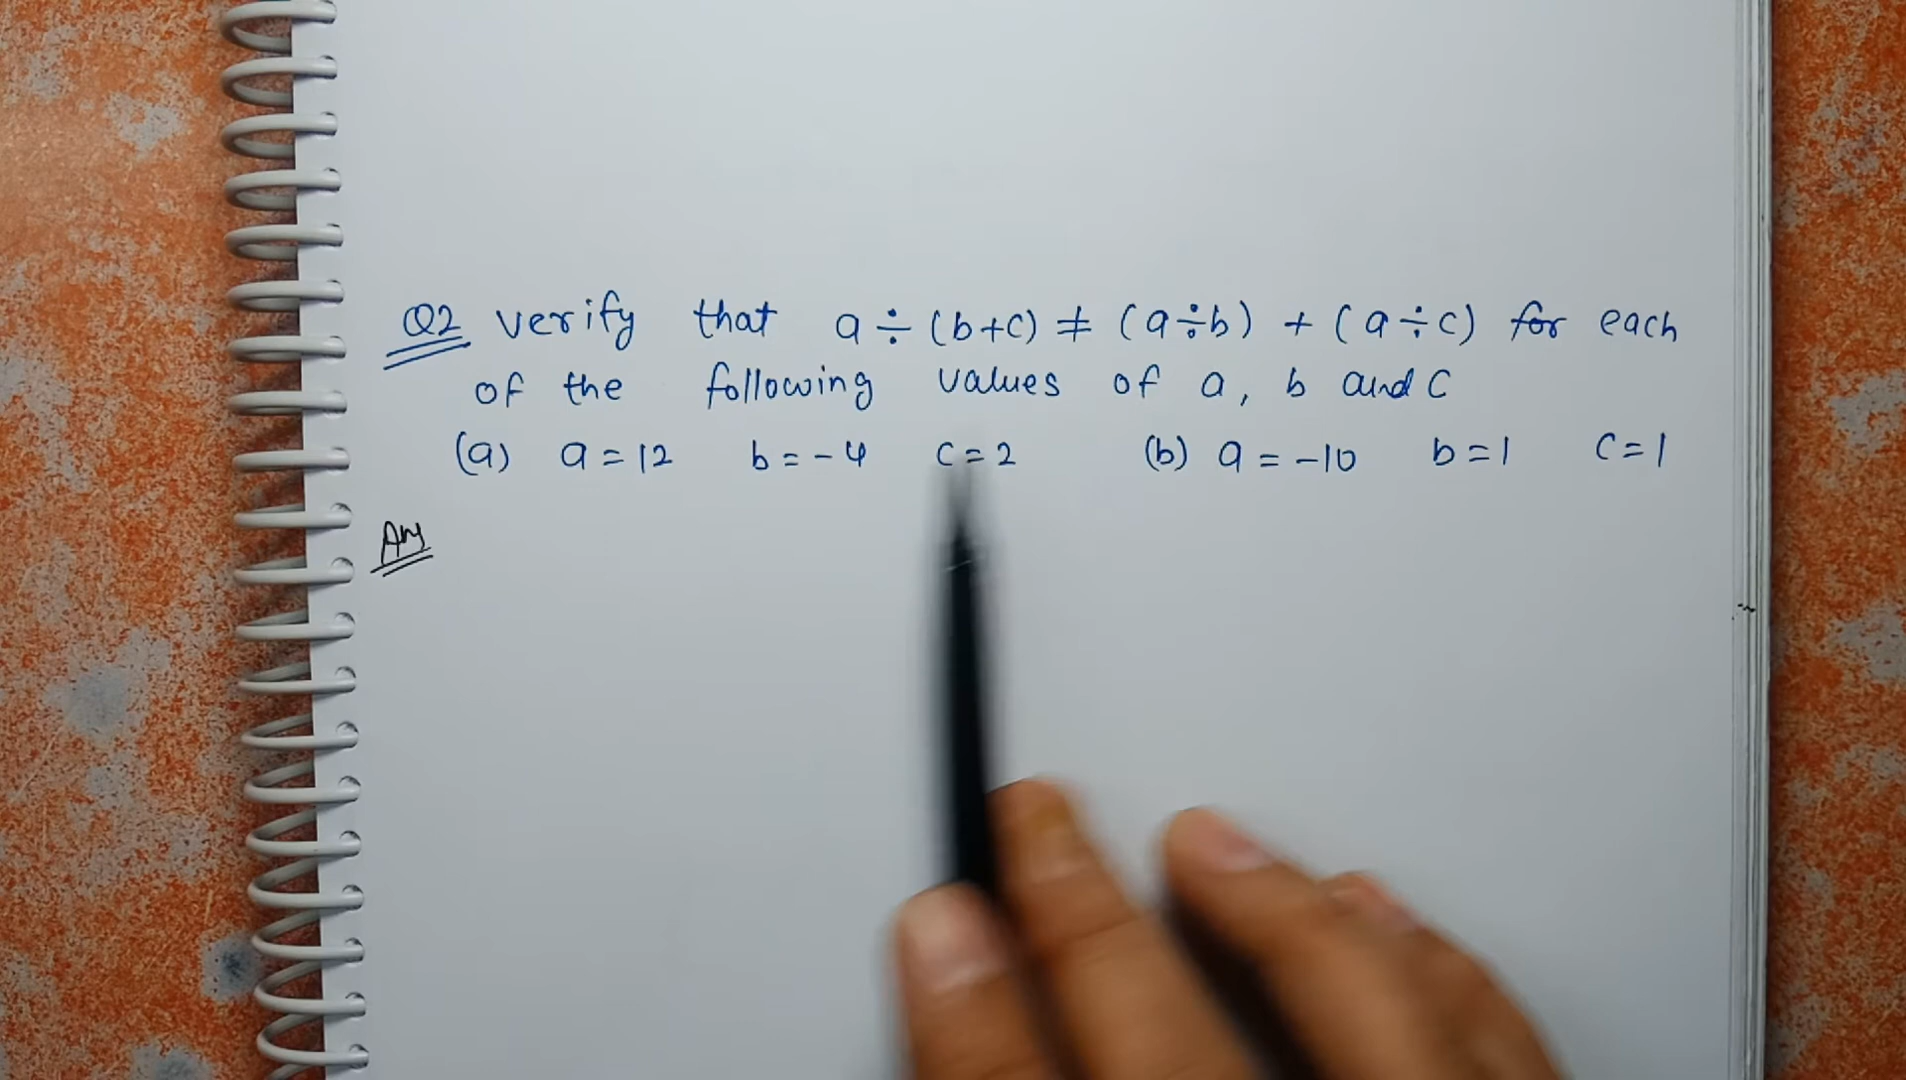 Q2 verify that a ÷ (b+c) ≠ (a÷b) + (a÷c) for each
of the following values of a, b and c
(a) a = 12 b = -4 c = 2 (b) a = -10 b = 1 c = 1
Ans